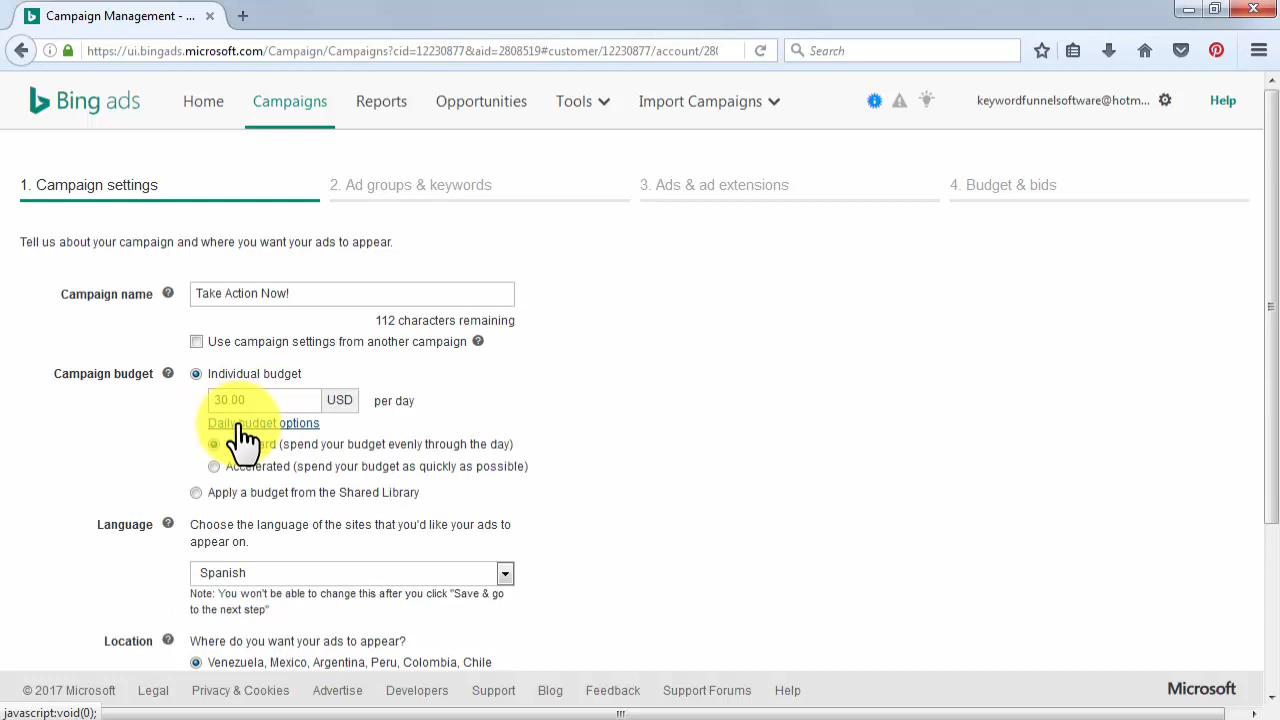 Campaign Management - ...
https://ui.bingads.microsoft.com/Campaign/Campaigns?cid=12230877&aid=2808519#customer/12230877/account/280
Search
Bing ads
Home
Campaigns
Reports
Opportunities
Tools
Import Campaigns
keywordfunnelsoftware@hotm...
Help
1. Campaign settings
2. Ad groups & keywords
3. Ads & ad extensions
4. Budget & bids
Tell us about your campaign and where you want your ads to appear.
Campaign name
Take Action Now!
112 characters remaining
Use campaign settings from another campaign
Campaign budget
Individual budget
30.00 USD per day
Daily budget options
(spend your budget evenly through the day)
Accelerated (spend your budget as quickly as possible)
Apply a budget from the Shared Library
Language
Choose the language of the sites that you'd like your ads to
appear on.
Spanish
Note: You won't be able to change this after you click "Save & go
to the next step"
Location
Where do you want your ads to appear?
Venezuela, Mexico, Argentina, Peru, Colombia, Chile
© 2017 Microsoft Legal Privacy & Cookies Advertise Developers Support Blog Feedback Support Forums Help
Microsoft
javascript:void(0);